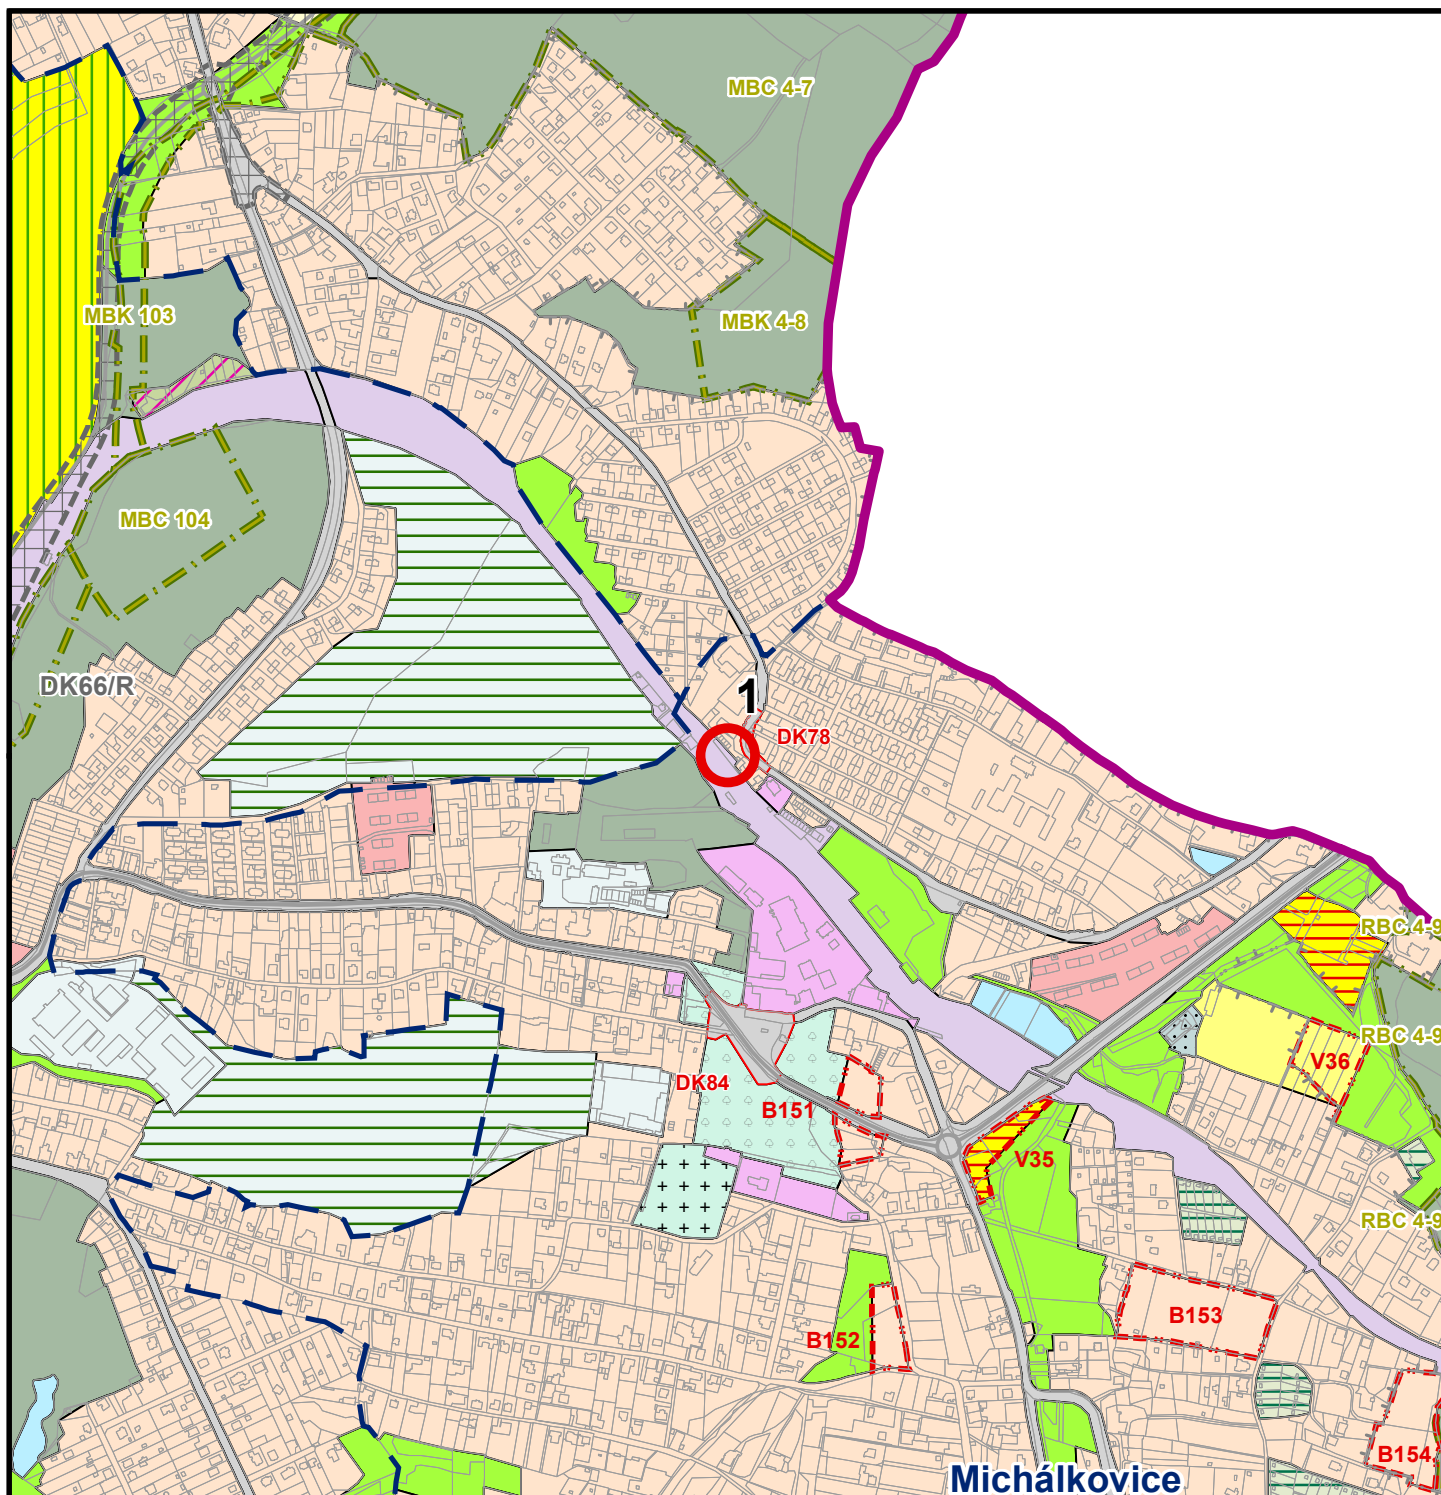 MBC 4-7
MBK 103
MBK 4-8
MBC 104
DK66/R
1
DK78
RBC 4-9
RBC 4-9
V36
DK84
B151
V35
RBC 4-9
B153
B152
B154
Michálkovice